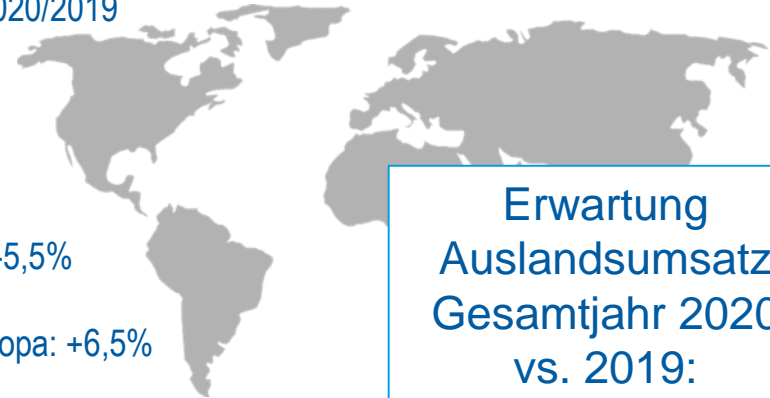 020/2019
-5,5%
opa: +6,5%
Erwartung
Auslandsumsatz
Gesamtjahr 2020
vs. 2019: